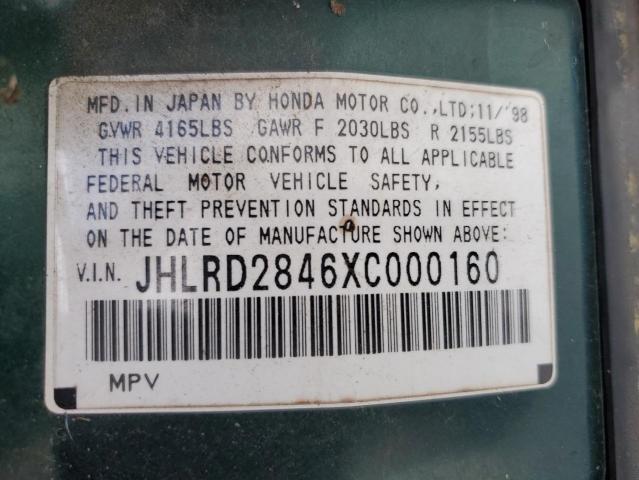 MFD. IN JAPAN BY HONDA MOTOR CO.,LTD;11/'98
GVWR 4165LBS GAWR F 2030LBS R 2155LBS
THIS VEHICLE CONFORMS TO ALL APPLICABLE
FEDERAL MOTOR VEHICLE SAFETY,
AND THEFT PREVENTION STANDARDS IN EFFECT
ON THE DATE OF MANUFACTURE SHOWN ABOVE:
V.I.N. JHLRD2846XC000160
MPV